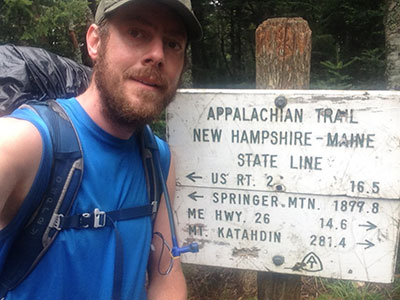 APPALACHIAN TRAIL
NEW HAMPSHIRE-MAINE
STATE LINE
US RT. 2 16.5
SPRINGER MTN. 1877.8
ME HWY. 26 14.6
MT. KATAHDIN 281.4